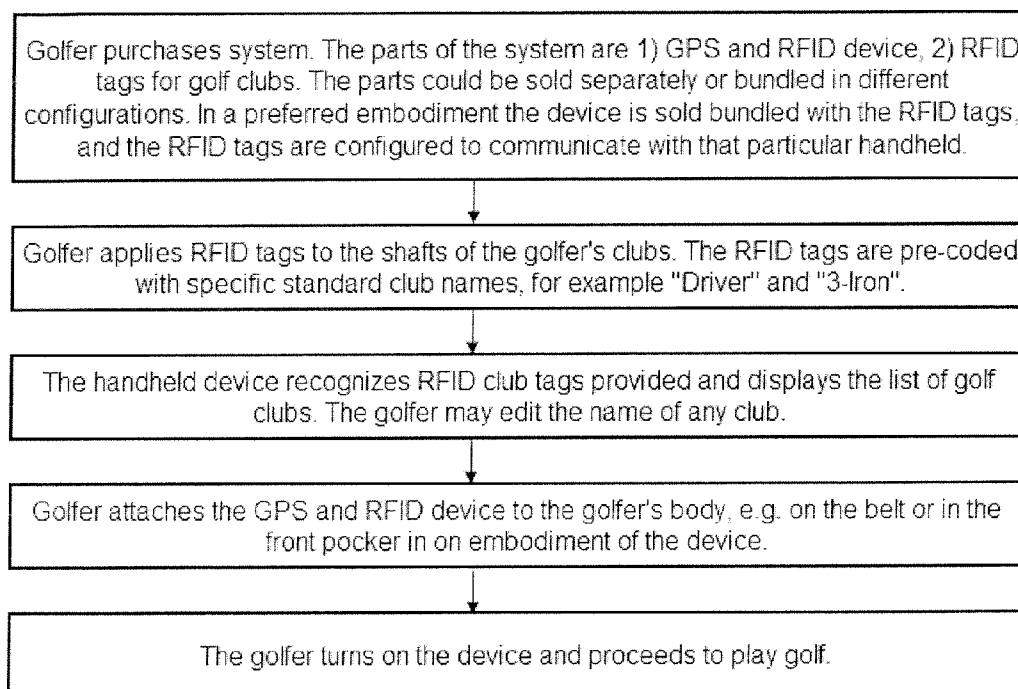 Golfer purchases system. The parts of the system are 1) GPS and RFID device, 2) RFID
tags for golf clubs. The parts could be sold separately or bundled in different
configurations. In a preferred embodiment the device is sold bundled with the RFID tags,
and the RFID tags are configured to communicate with that particular handheld.
Golfer applies RFID tags to the shafts of the golfer's clubs. The RFID tags are pre-coded
with specific standard club names, for example "Driver" and "3-Iron".
The handheld device recognizes RFID club tags provided and displays the list of golf
clubs. The golfer may edit the name of any club.
Golfer attaches the GPS and RFID device to the golfer's body, e.g. on the belt or in the
front pocker in on embodiment of the device.
The golfer turns on the device and proceeds to play golf.